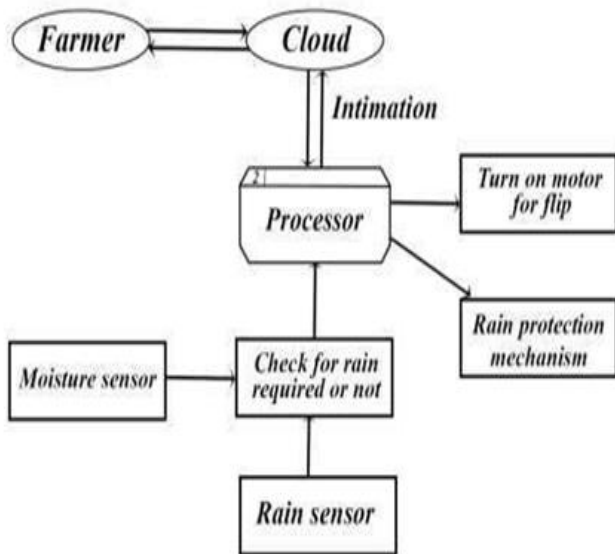 Farmer
Cloud
Intimation
2
Processor
Turn on motor
for flip
Rain protection
mechanism
Moisture sensor
Check for rain
required or not
Rain sensor